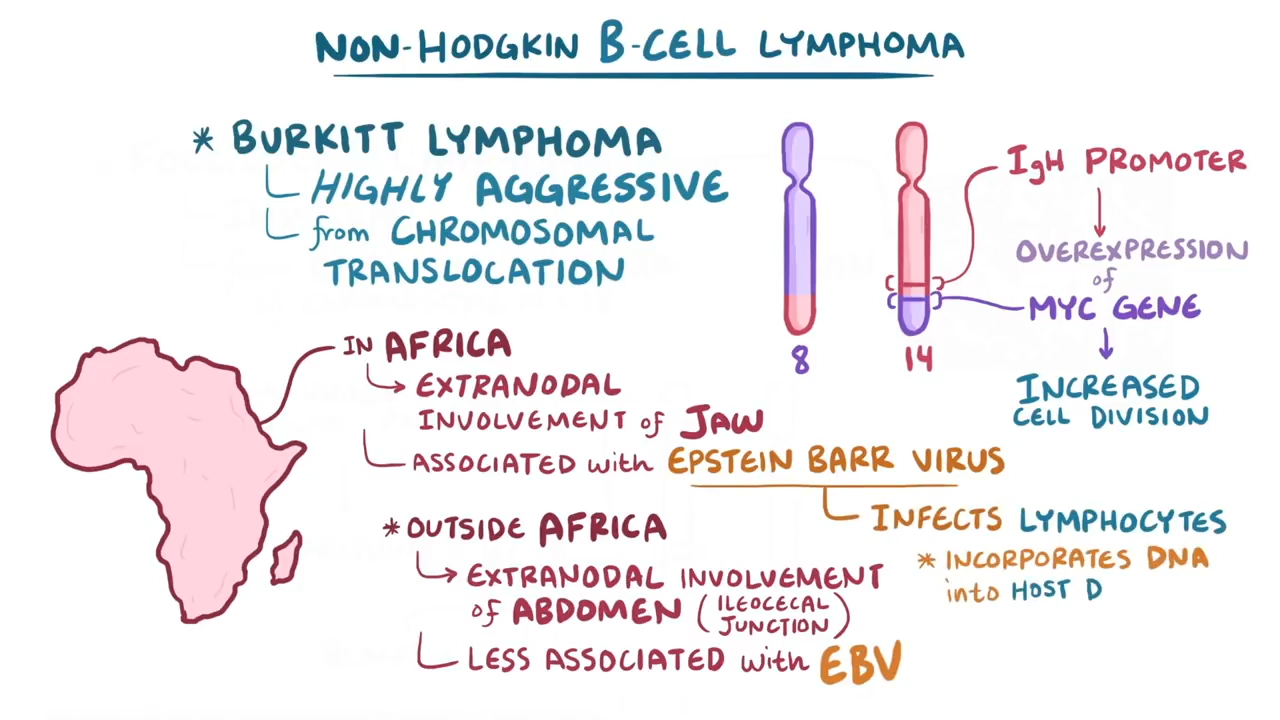 NON-HODGKIN B-CELL LYMPHOMA
* BURKITT LYMPHOMA
HIGHLY AGGRESSIVE
from CHROMOSOMAL
TRANSLOCATION
8
14
IgH PROMOTER
OVEREXPRESSION
of
MYC GENE
INCREASED
CELL DIVISION
IN AFRICA
EXTRANODAL
INVOLVEMENT of JAW
ASSOCIATED with EPSTEIN BARR VIRUS
INFECTS LYMPHOCYTES
* INCORPORATES DNA
into HOST D
* OUTSIDE AFRICA
EXTRANODAL INVOLVEMENT
of ABDOMEN (ILEOCECAL
JUNCTION)
LESS ASSOCIATED with EBV